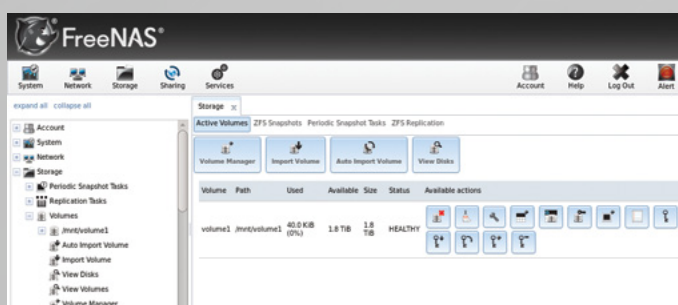 FreeNAS®
System Network Storage Sharing Services Account Help Log Out Alert
expand all collapse all
Account
System
Network
Storage
Periodic Snapshot Tasks
Replication Tasks
Volumes
/mnt/volume1
Auto Import Volume
Import Volume
View Disks
View Volumes
Volume Manager
Storage x
Active Volumes ZFS Snapshots Periodic Snapshot Tasks ZFS Replication
Volume Manager Import Volume Auto Import Volume View Disks
Volume Path Used Available Size Status Available actions
volume1 /mnt/volume1 40.0 KiB (0%) 1.8 TiB 1.8 TiB HEALTHY